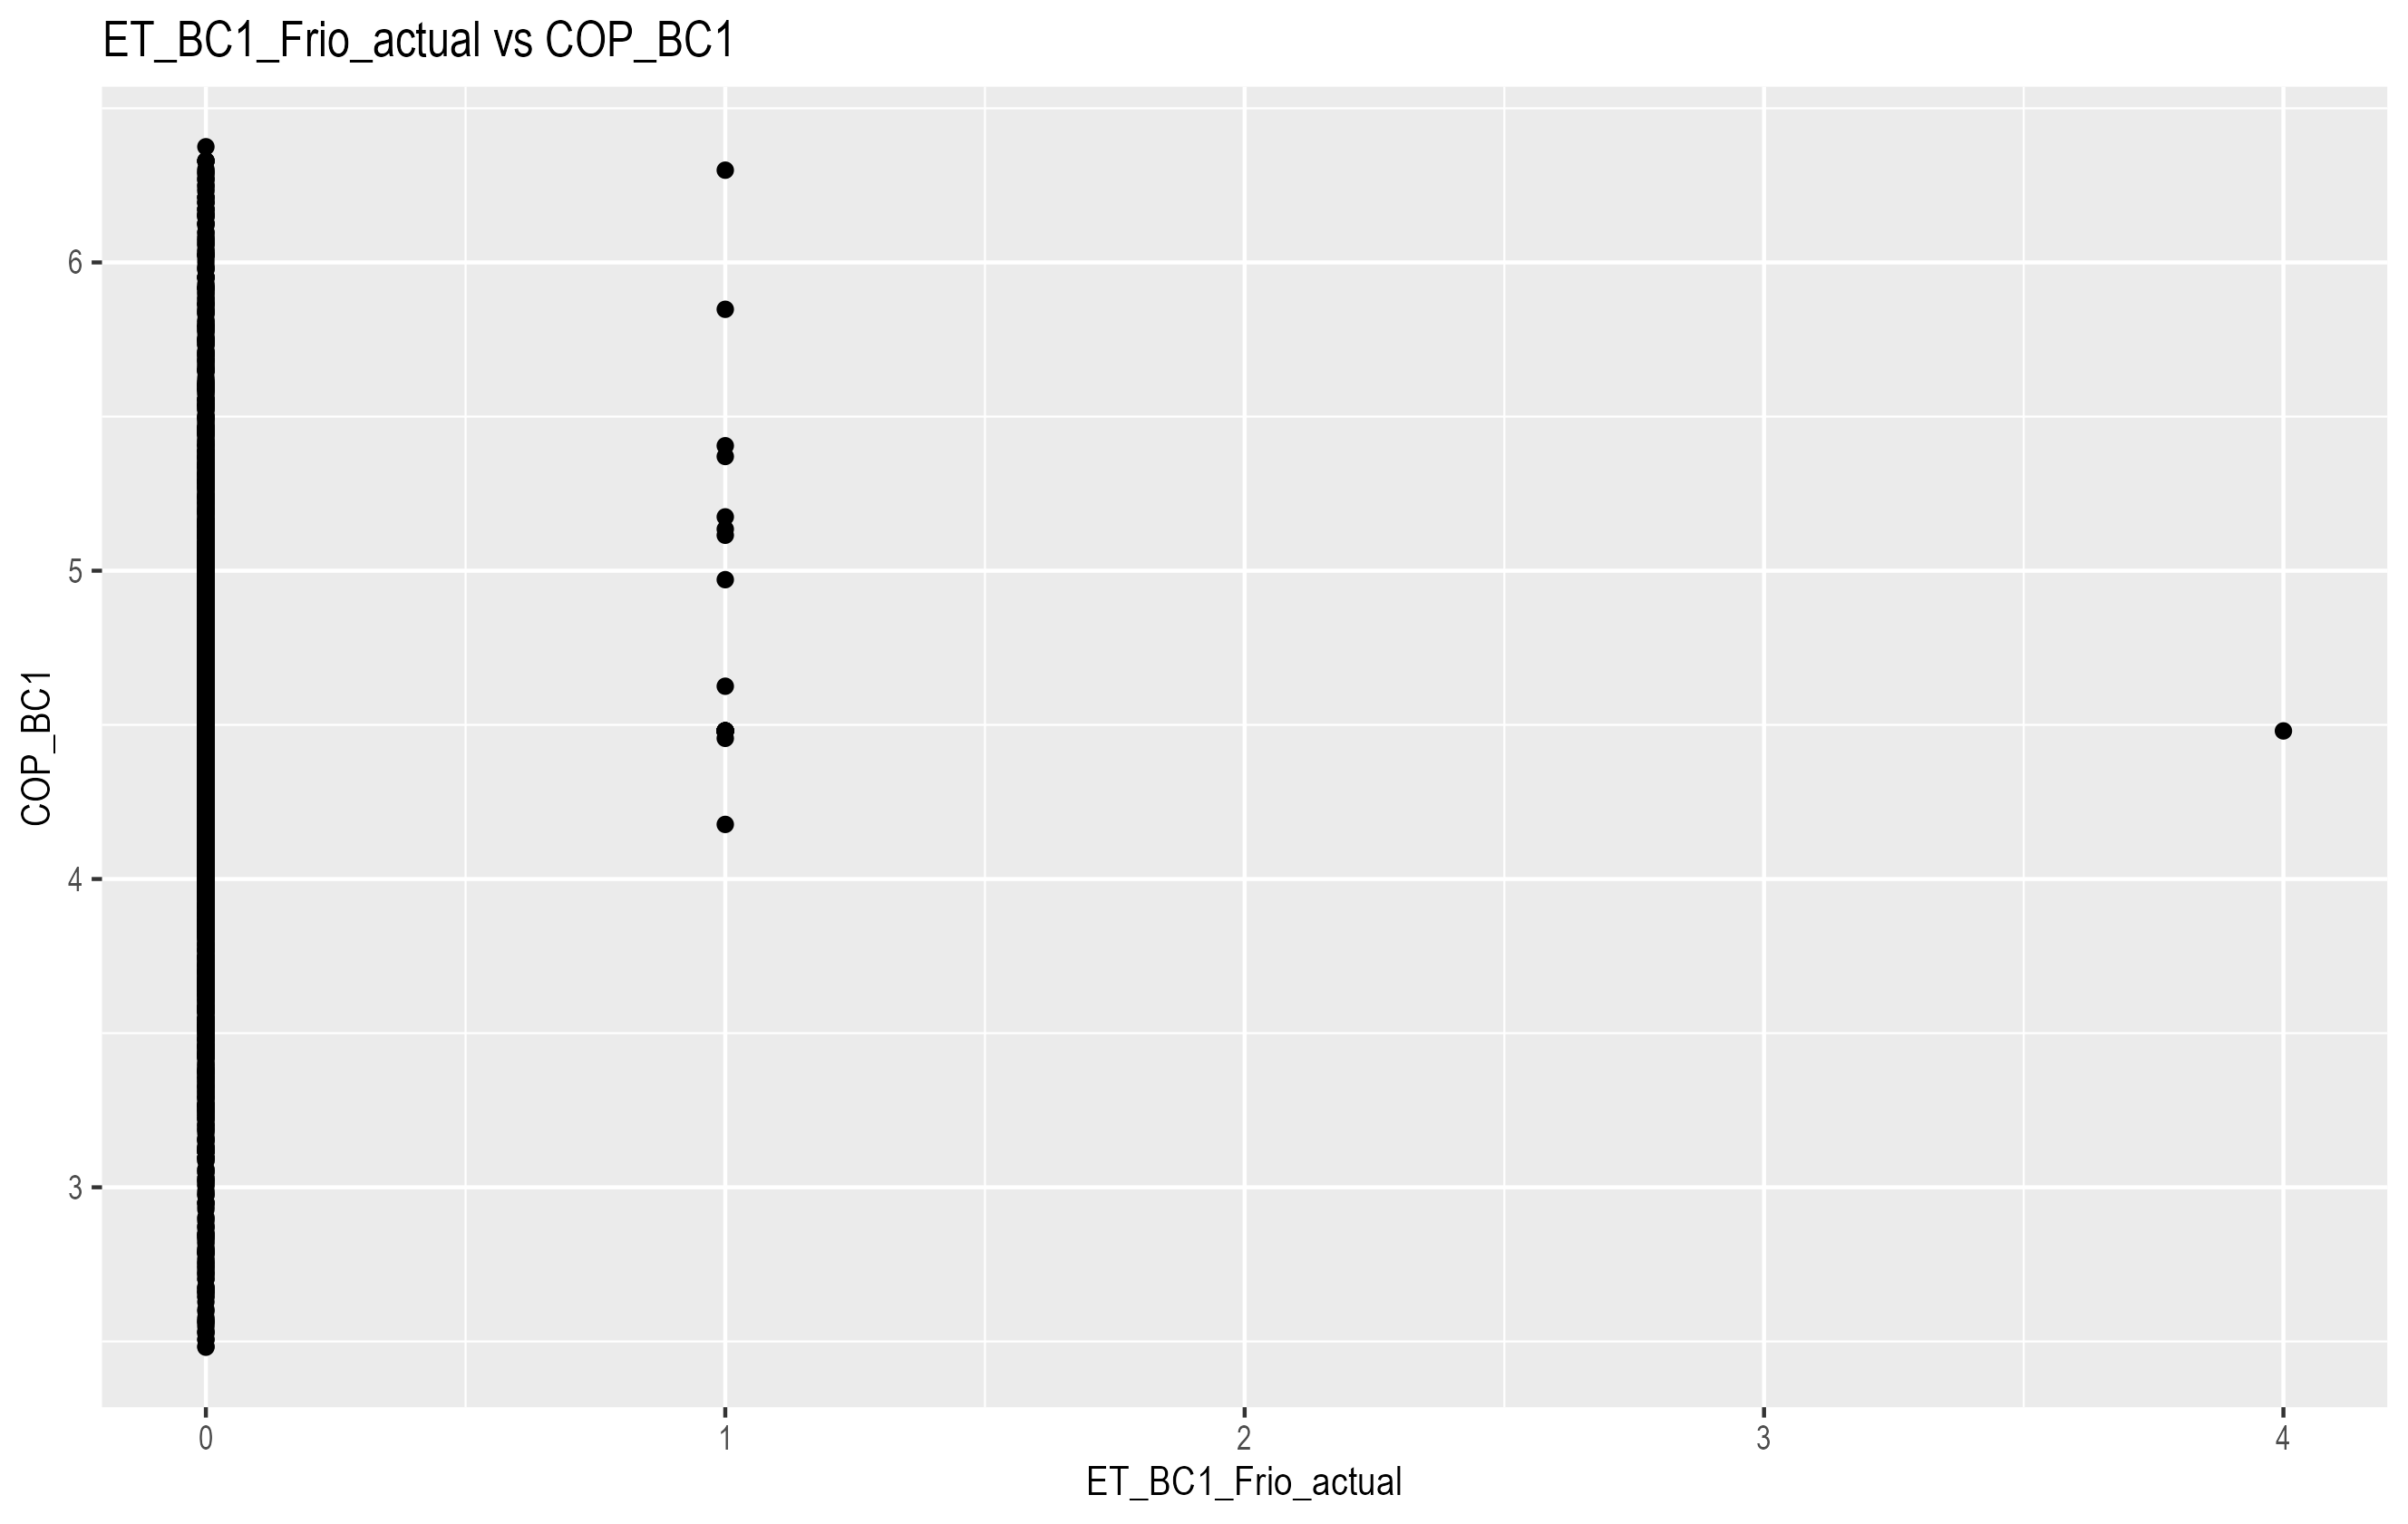 ET_BC1_Frio_actual vs COP_BC1
6
5
4
3
COP_BC1
0 1 2 3 4
ET_BC1_Frio_actual